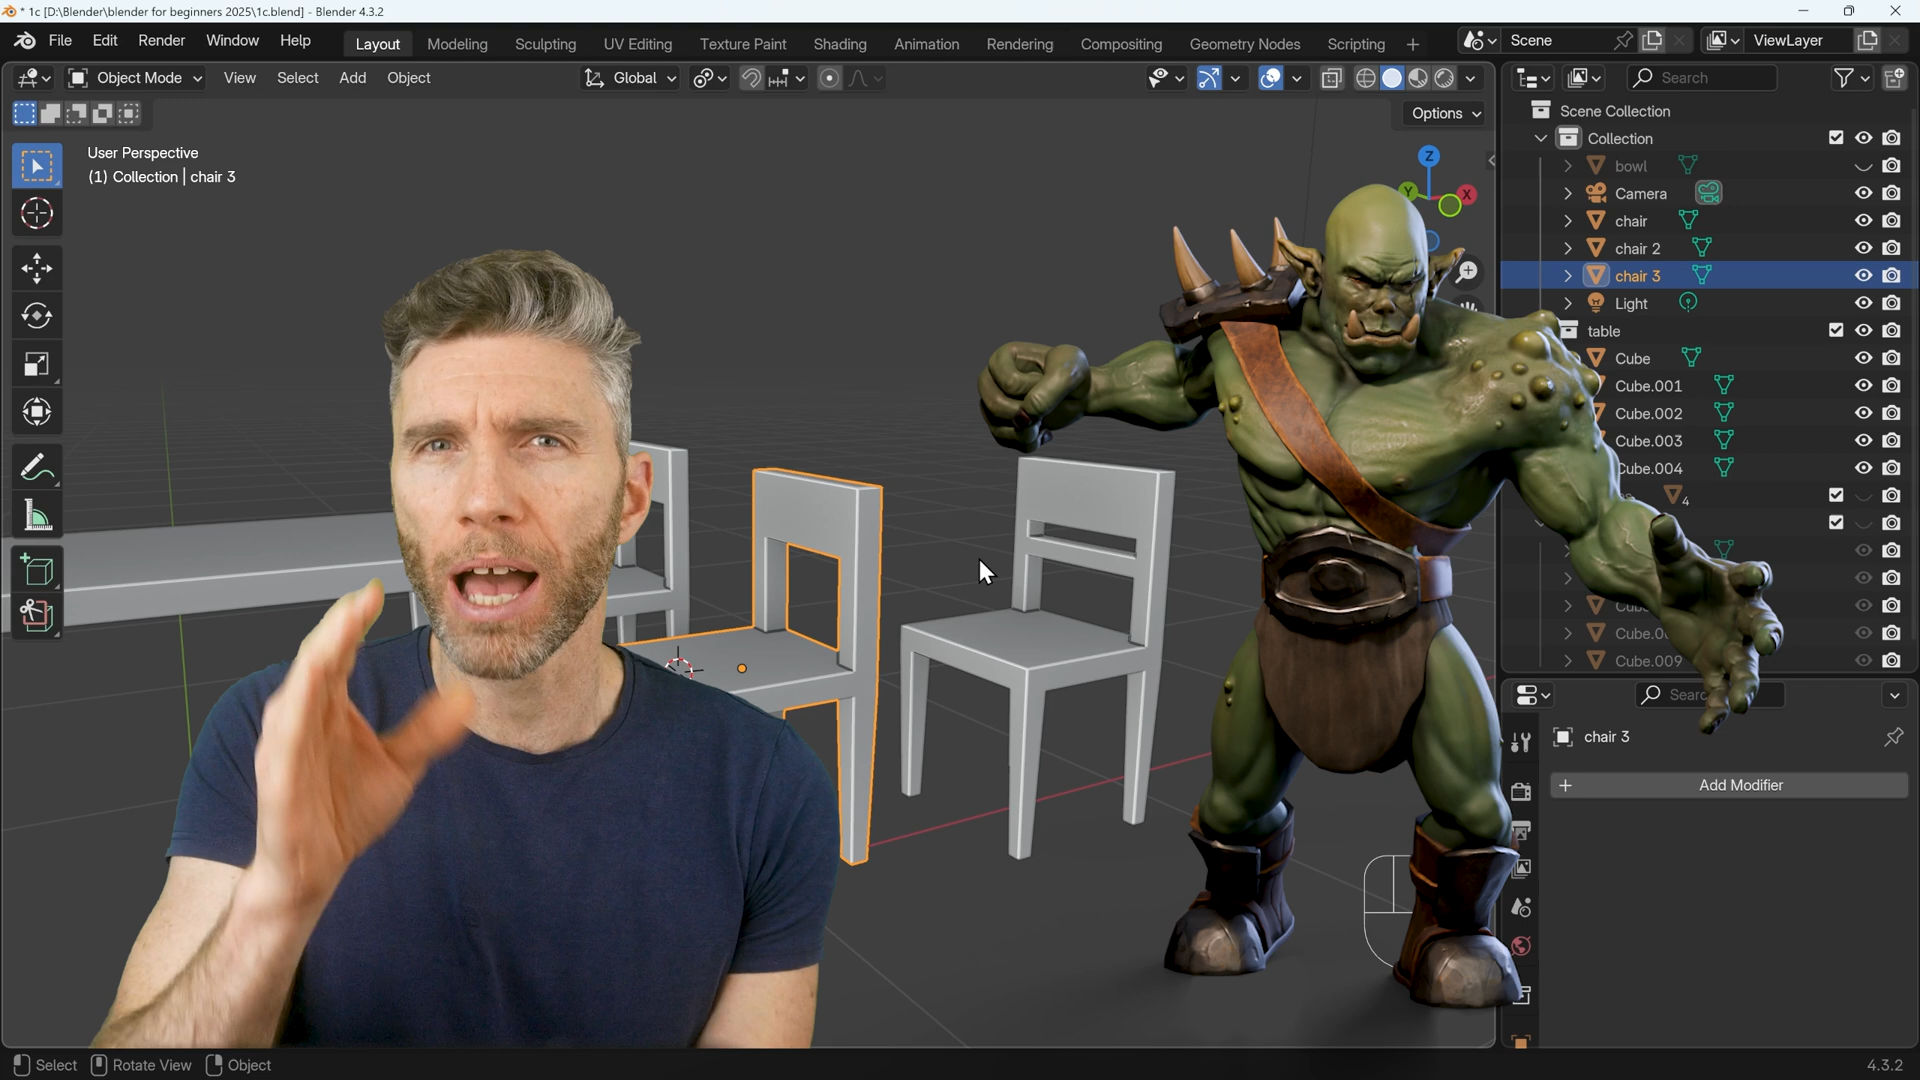 * 1c [D:\Blender\blender for beginners 2025\1c.blend] - Blender 4.3.2
File Edit Render Window Help
Layout Modeling Sculpting UV Editing Texture Paint Shading Animation Rendering Compositing Geometry Nodes Scripting +
Scene
ViewLayer
Object Mode View Select Add Object
Global
Search
Options
User Perspective
(1) Collection | chair 3
Z
Y
X
Scene Collection
Collection
bowl
Camera
chair
chair 2
chair 3
Light
table
Cube
Cube.001
Cube.002
Cube.003
Cube.004
4
Cube.009
chair 3
+ Add Modifier
Select Rotate View Object
4.3.2